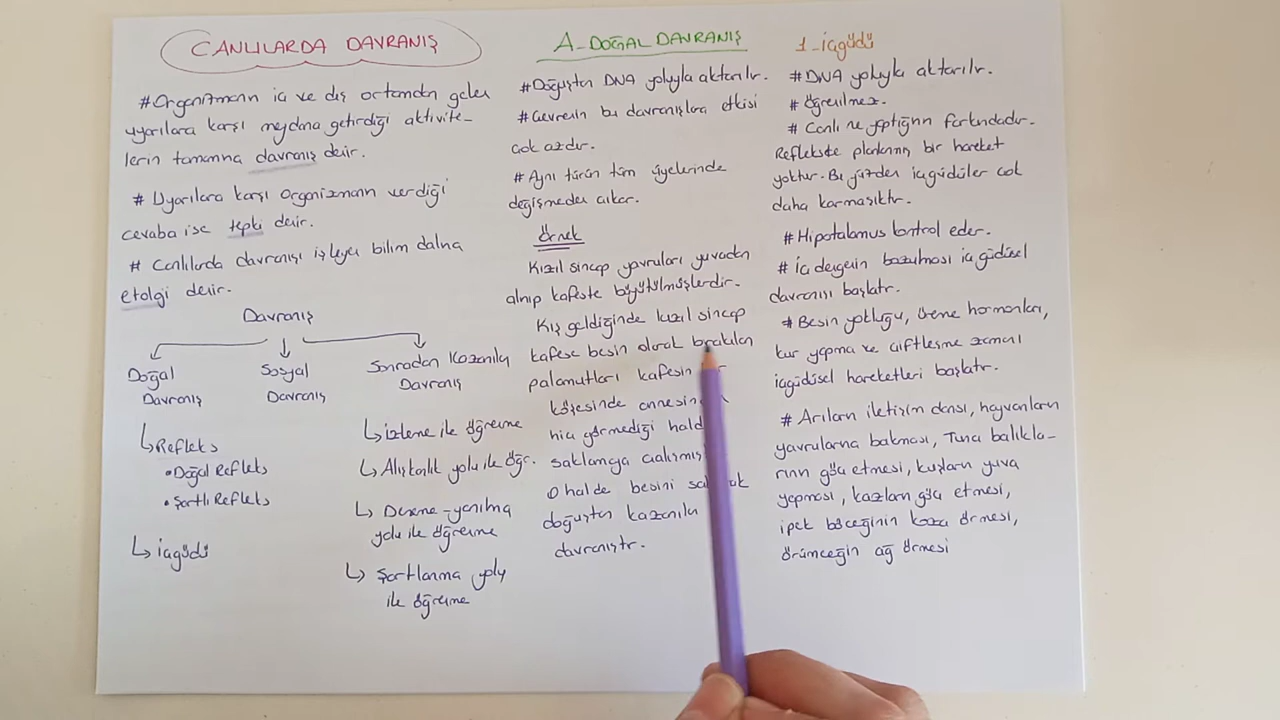 CANLILARDA DAVRANIŞ
#Organizmanın iç ve dış ortamdan gelen
uyarılara karşı meydana getirdiği aktivite-
lerin tamamına davranış denir.
# Uyarılara karşı organizmanın verdiği
cevaba ise tepki denir.
# Canlılarda davranışı işleyen bilim dalına
etolgi denir.
Davranış
Doğal Davranış
Sosyal Davranış
Sonradan Kazanılan Davranış
↳Refleks
•Doğal Refleks
•Şartlı Refleks
↳ İçgüdü
↳İzleme ile öğrenme
↳Alışkanlık yolu ile öğr.
↳ Deneme-yanılma
yolu ile öğrenme
↳ Şartlanma yolu
ile öğrenme
A-DOĞAL DAVRANIŞ
#Doğuştan DNA yoluyla aktarılır.
#Çevrenin bu davranışlara etkisi
çok azdır.
# Aynı türün tüm üyelerinde
değişmeden çıkar.
Örnek
Kızıl sincap yavruları yuvadan
alınıp kafeste büyütülmüşlerdir.
Kış geldiğinde kızıl sincap
kafese besin olarak bırakılan
palamutları kafesin
köşesinde
hiç görmediği
saklamaya çalışmış
O halde besini
doğuştan kazanılan
davranıştır.
1-İçgüdü
# DNA yoluyla aktarılır.
# Öğrenilmez.
# Canlı ne yaptığının farkındadır.
Reflekste planlanmış bir hareket
yoktur. Bu yüzden içgüdüler çok
daha karmaşıktır.
# Hipotalamus kontrol eder.
# İç dengenin bozulması içgüdüsel
davranışı başlatır.
# Besin yokluğu, üreme hormonları,
kur yapma ve çiftleşme zamanı
içgüdüsel hareketleri başlatır.
# Arıların iletişim dansı, hayvanların
yavrularına bakması, Tuna balıkla-
rının göç etmesi, kuşların yuva
yapması, kazların göç etmesi,
ipek böceğinin koza örmesi,
örümceğin ağ örmesi